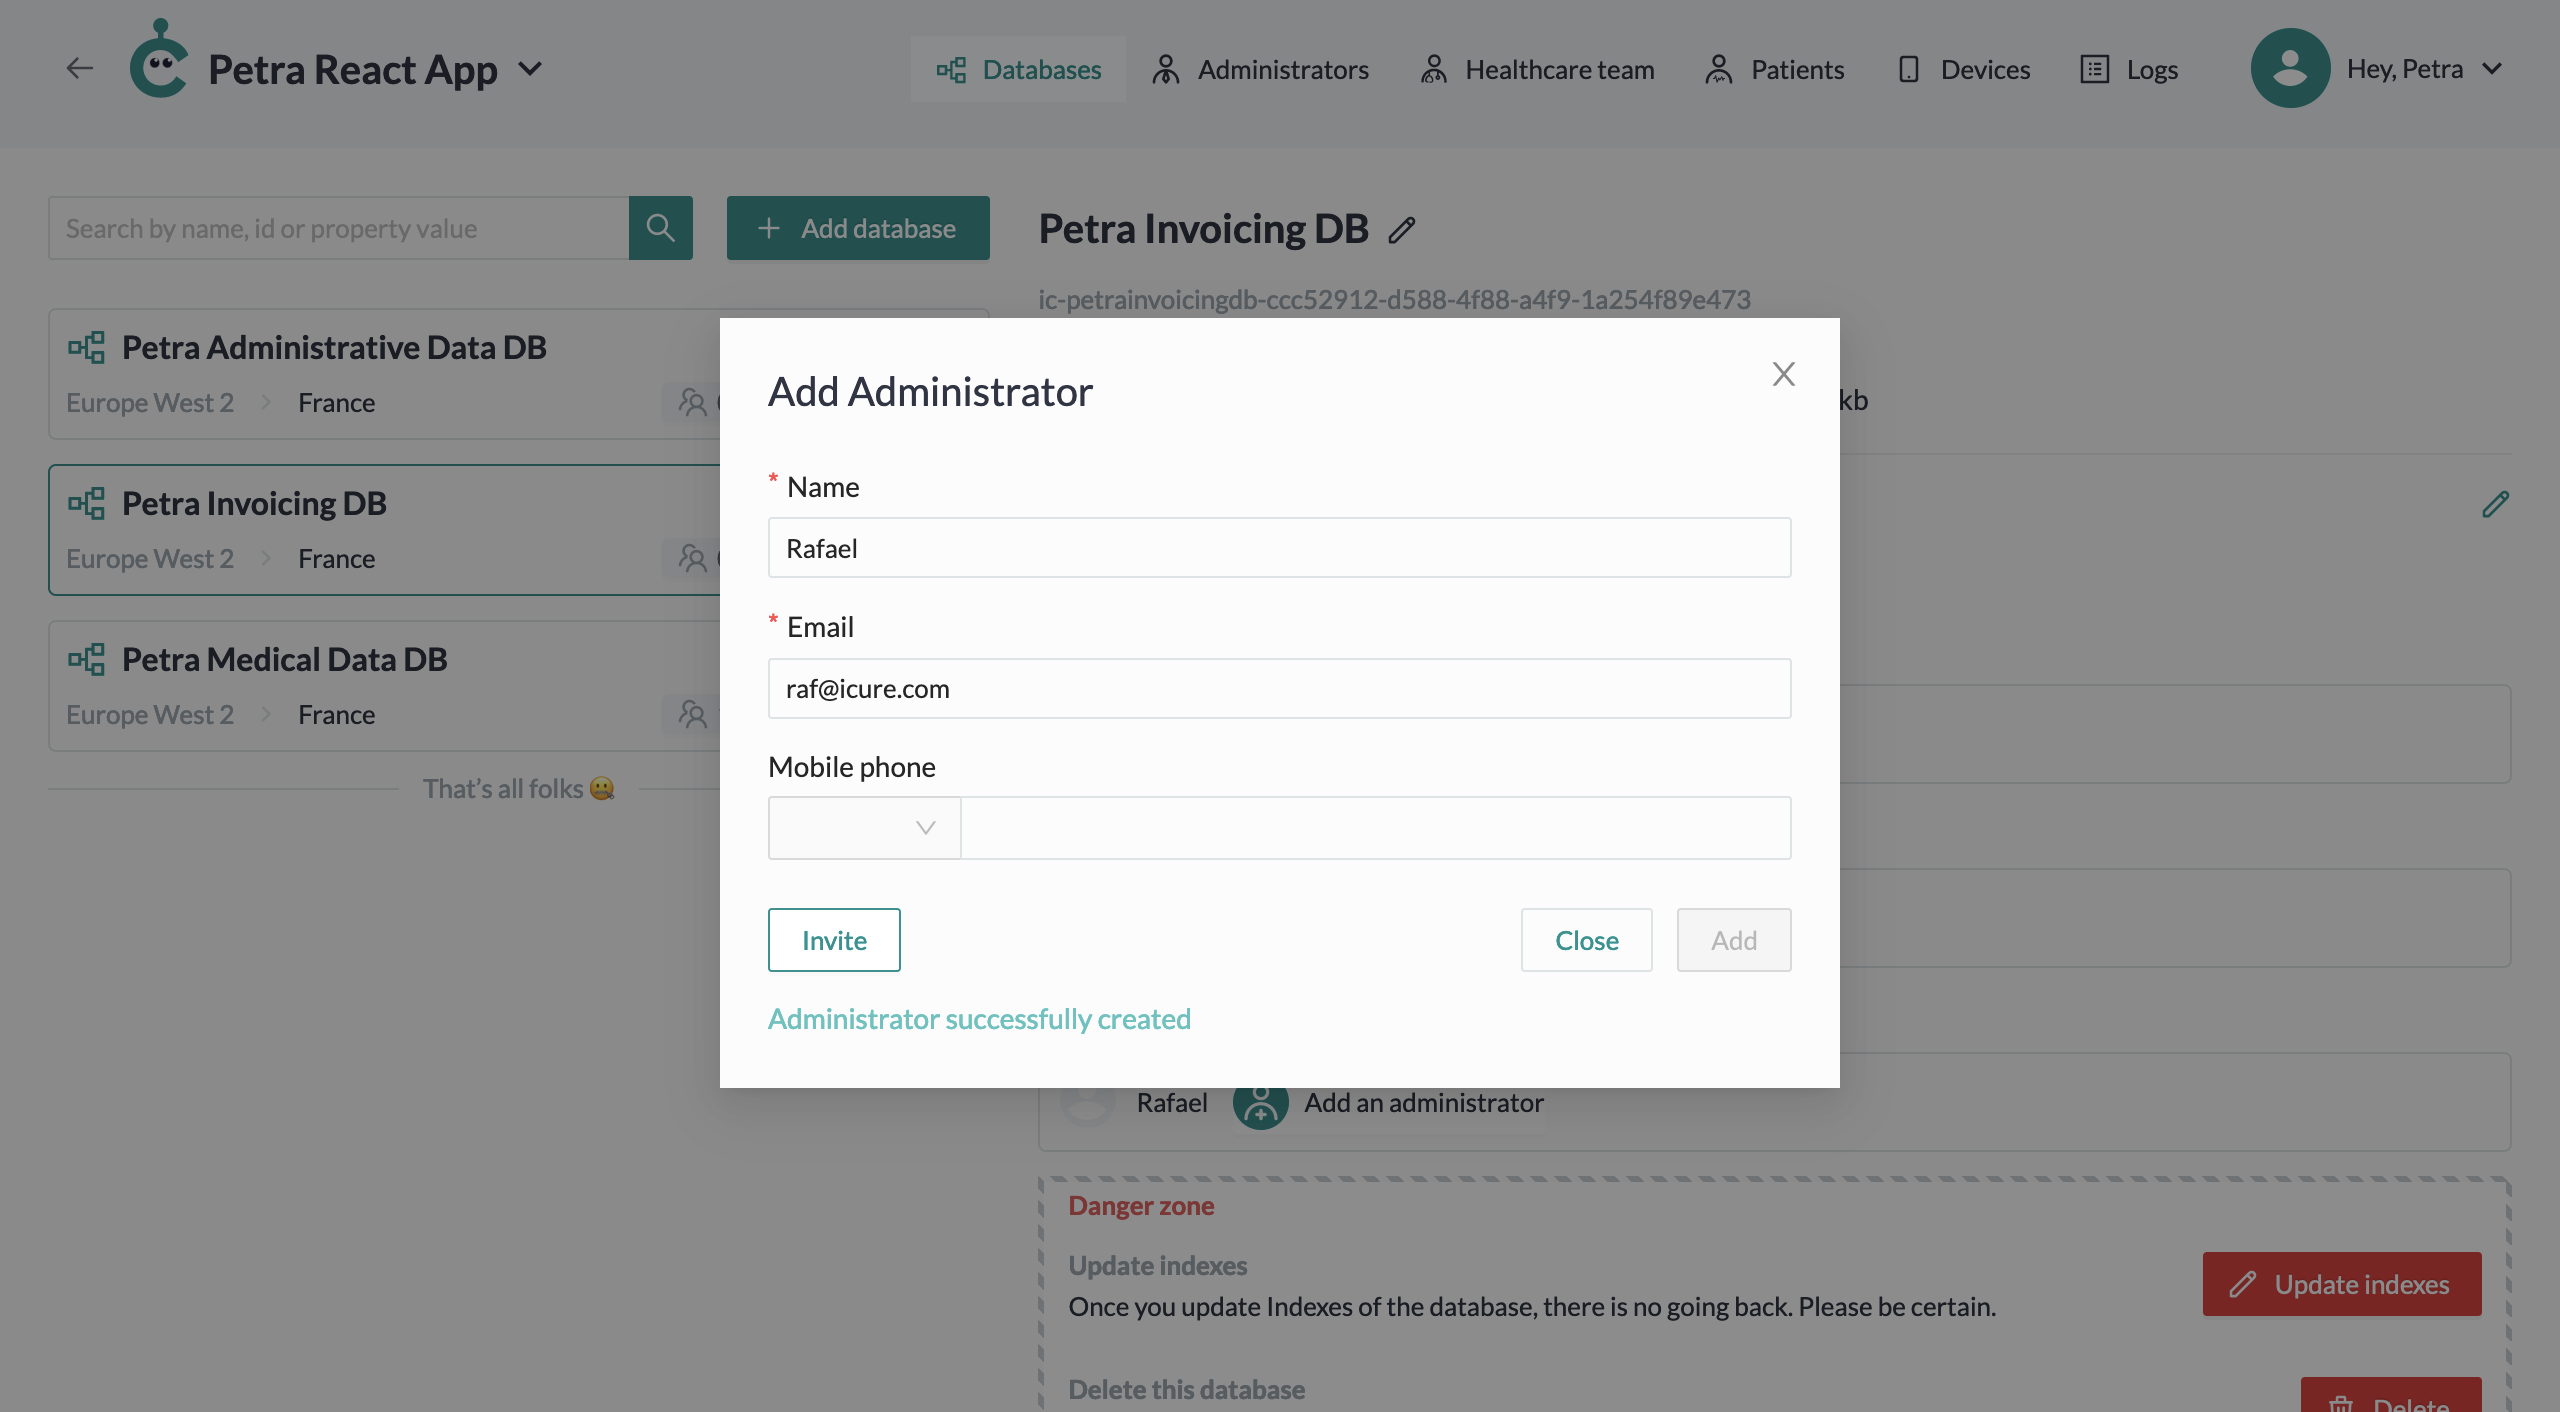 Petra React App
Databases
Administrators
Healthcare team
Patients
Devices
Logs
Hey, Petra
Search by name, id or property value
Add database
Petra Administrative Data DB
Europe West 2 France
Petra Invoicing DB
Europe West 2 France
Petra Medical Data DB
Europe West 2 France
That's all folks 🤐
Petra Invoicing DB
ic-petrainvoicingdb-ccc52912-d588-4f88-a4f9-1a254f89e473
kb
Add Administrator
* Name
Rafael
* Email
raf@icure.com
Mobile phone
Invite
Close
Add
Administrator successfully created
Rafael
Add an administrator
Danger zone
Update indexes
Once you update Indexes of the database, there is no going back. Please be certain.
Update indexes
Delete this database
Delete